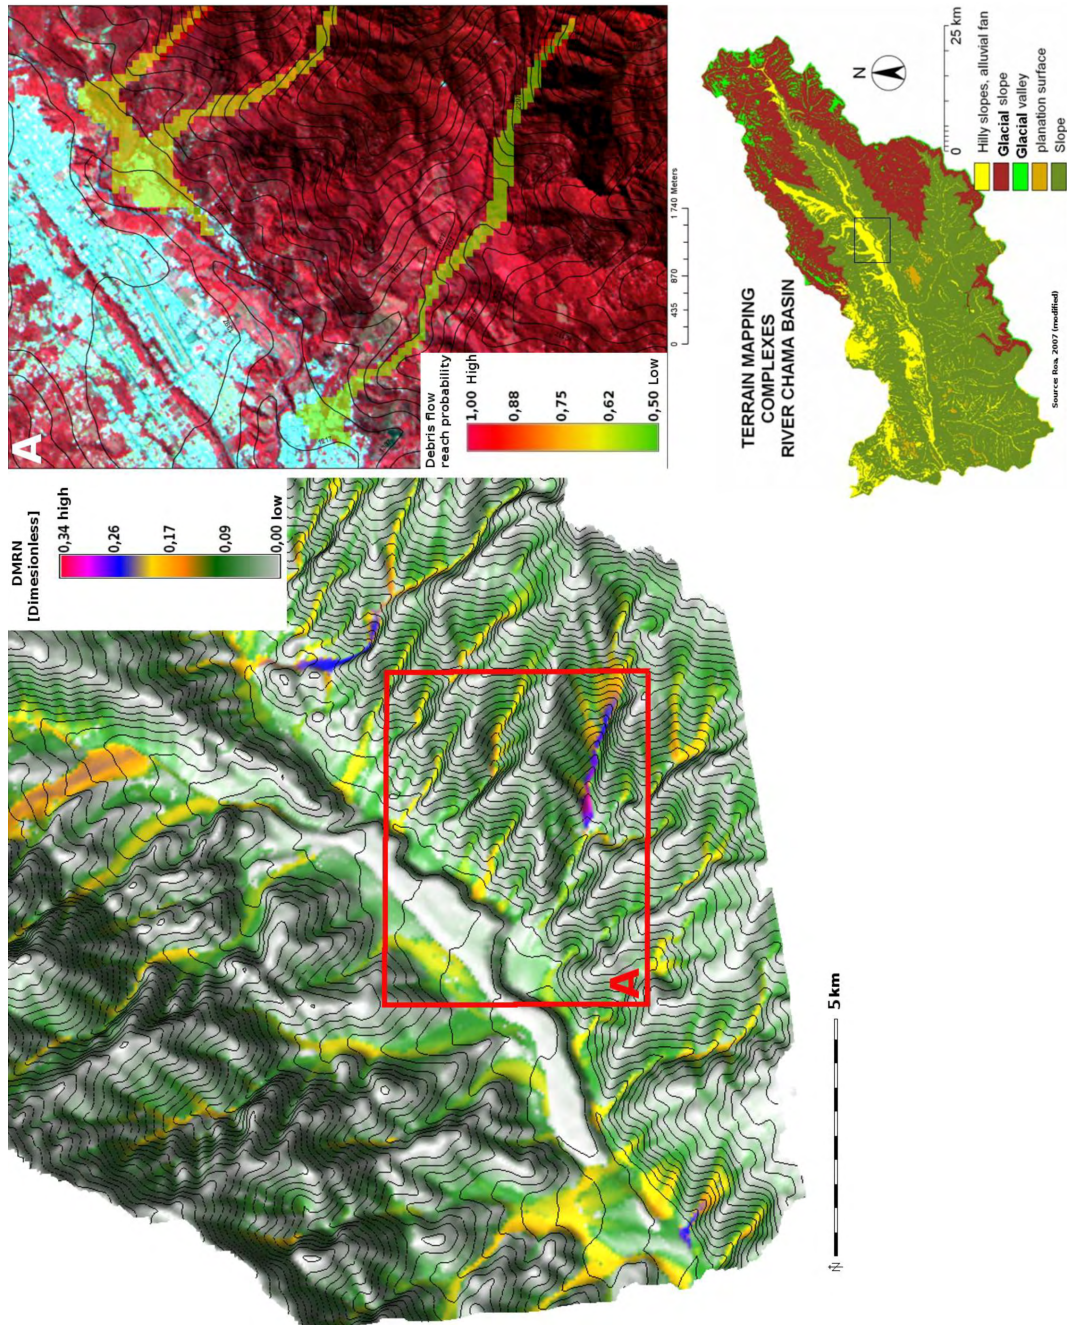 DMRN
[Dimesionless]
0,34 high
0,26
0,17
0,09
0,00 low
A
5 km
N
A
Debris flow
reach probability
1,00 High
0,88
0,75
0,62
0,50 Low
0 435 870 1 740 Meters
TERRAIN MAPPING
COMPLEXES
RIVER CHAMA BASIN
N
0 25 km
Hilly slopes, alluvial fan
Glacial slope
Glacial valley
planation surface
Slope
Source: Roa, 2007 (modified)